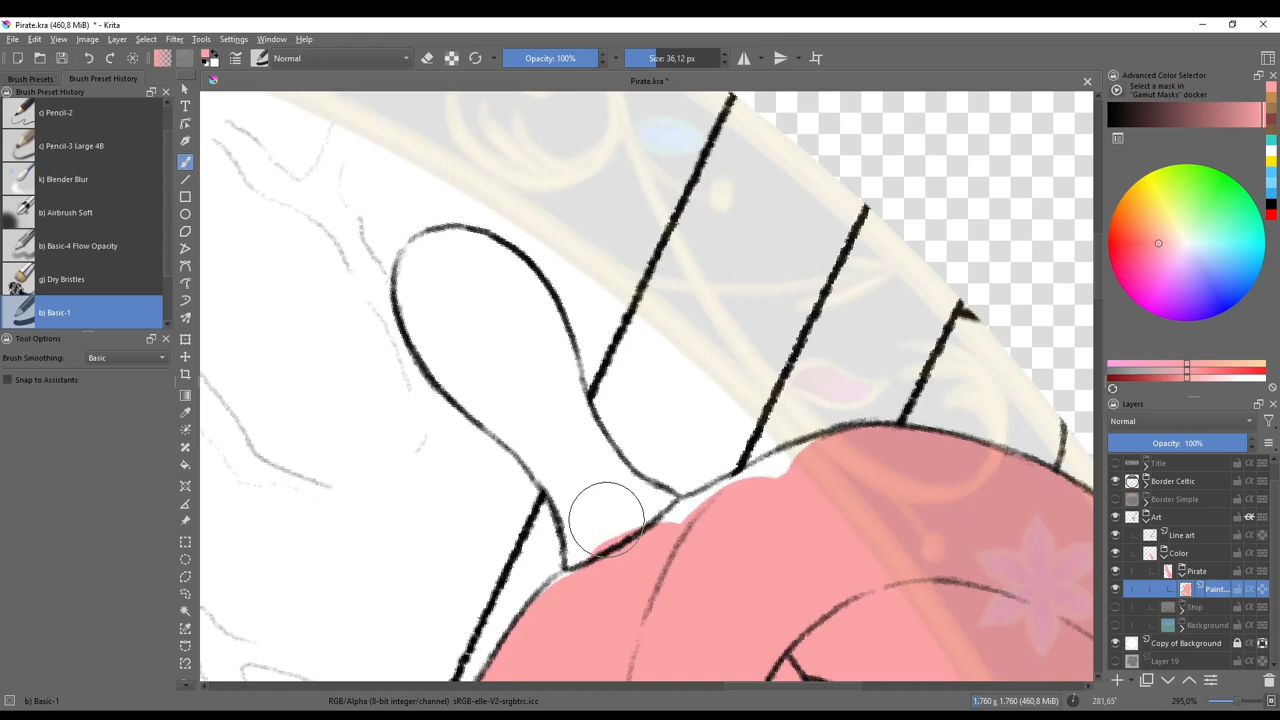 Pirate.kra (460,8 MiB) * - Krita
File Edit View Image Layer Select Filter Tools Settings Window Help
Normal
Opacity: 100%
Size: 36,12 px
Brush Presets
Brush Preset History
Pirate.kra *
Brush Preset History
c) Pencil-2
c) Pencil-3 Large 4B
k) Blender Blur
b) Airbrush Soft
b) Basic-4 Flow Opacity
g) Dry Bristles
b) Basic-1
Tool Options
Brush Smoothing: Basic
Snap to Assistants
Advanced Color Selector
Select a mask in
"Gamut Masks" docker
Layers
Normal
Opacity: 100%
Title
Border Celtic
Border Simple
Art
Line art
Color
Pirate
Paint...
Ship
Background
Copy of Background
Layer 19
b) Basic-1
RGB/Alpha (8-bit integer/channel) sRGB-elle-V2-srgbtrc.icc
1.760 x 1.760 (460,8 MiB)
281,65°
295,0%